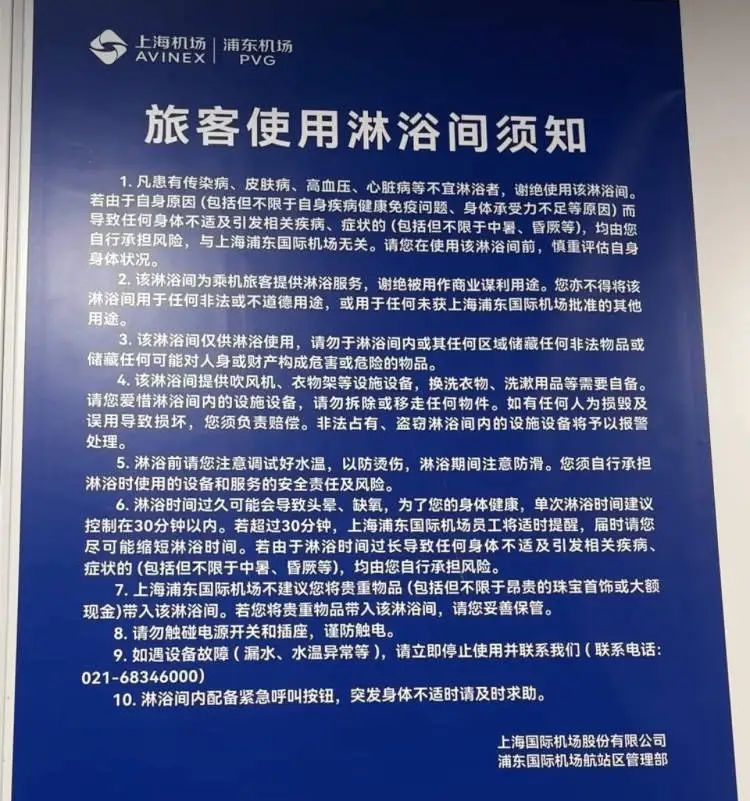 上海机场 | 浦东机场
AVINEX | PVG
旅客使用淋浴间须知
1. 凡患有传染病、皮肤病、高血压、心脏病等不宜淋浴者，谢绝使用该淋浴间。
若由于自身原因 (包括但不限于自身疾病健康免疫问题、身体承受力不足等原因) 而
导致任何身体不适及引发相关疾病、症状的 (包括但不限于中暑、昏厥等)，均由您
自行承担风险，与上海浦东国际机场无关。请您在使用该淋浴间前，慎重评估自身
身体状况。
2. 该淋浴间为乘机旅客提供淋浴服务，谢绝被用作商业谋利用途。您亦不得将该
淋浴间用于任何非法或不道德用途，或用于任何未获上海浦东国际机场批准的其他
用途。
3. 该淋浴间仅供淋浴使用，请勿于淋浴间内或其任何区域储藏任何非法物品或
储藏任何可能对人身或财产构成危害或危险的物品。
4. 该淋浴间提供吹风机、衣物架等设施设备，换洗衣物、洗漱用品等需要自备。
请您爱惜淋浴间内的设施设备，请勿拆除或移走任何物件。如有任何人为损毁及
误用导致损坏，您须负责赔偿。非法占有、盗窃淋浴间内的设施设备将予以报警
处理。
5. 淋浴前请您注意调试好水温，以防烫伤，淋浴期间注意防滑。您须自行承担
淋浴时使用的设备和服务的安全责任及风险。
6. 淋浴时间过久可能会导致头晕、缺氧，为了您的身体健康，单次淋浴时间建议
控制在30分钟以内。若超过30分钟，上海浦东国际机场员工将适时提醒，届时请您
尽可能缩短淋浴时间。若由于淋浴时间过长导致任何身体不适及引发相关疾病、
症状的 (包括但不限于中暑、昏厥等)，均由您自行承担风险。
7. 上海浦东国际机场不建议您将贵重物品 (包括但不限于昂贵的珠宝首饰或大额
现金)带入该淋浴间。若您将贵重物品带入该淋浴间，请您妥善保管。
8. 请勿触碰电源开关和插座，谨防触电。
9. 如遇设备故障 ( 漏水、水温异常等 )，请立即停止使用并联系我们 ( 联系电话:
021-68346000)
10. 淋浴间内配备紧急呼叫按钮，突发身体不适时请及时求助。
上海国际机场股份有限公司
浦东国际机场航站区管理部